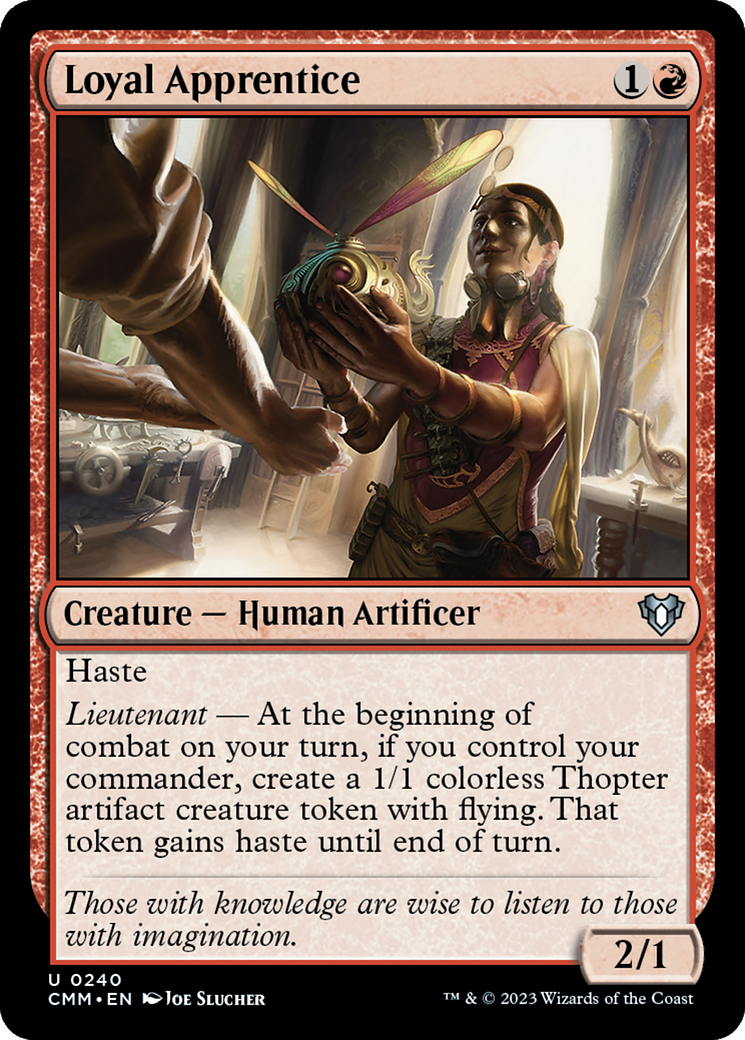 Loyal Apprentice 1
Creature — Human Artificer
Haste
Lieutenant — At the beginning of
combat on your turn, if you control your
commander, create a 1/1 colorless Thopter
artifact creature token with flying. That
token gains haste until end of turn.
Those with knowledge are wise to listen to those
with imagination.
2/1
U 0240
CMM • EN Joe Slucher ™ & © 2023 Wizards of the Coast